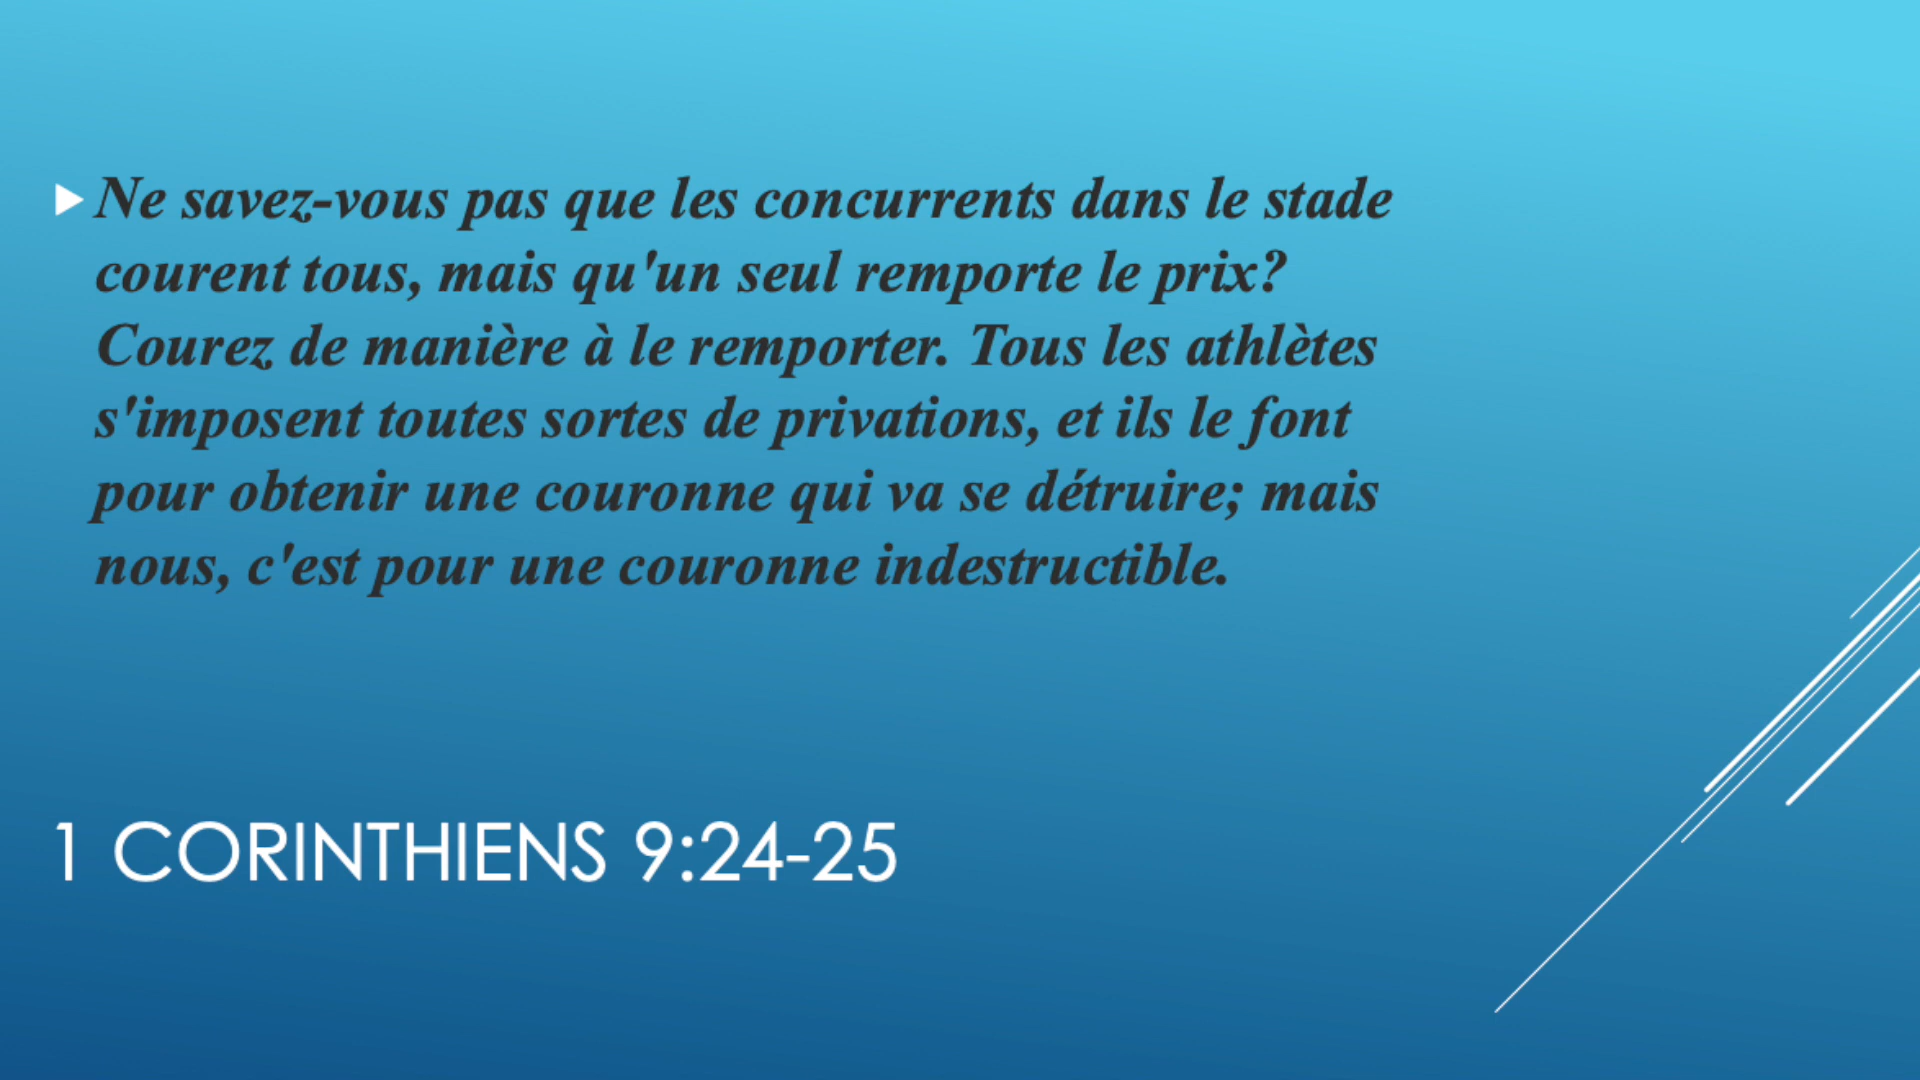 Ne savez-vous pas que les concurrents dans le stade
courent tous, mais qu'un seul remporte le prix?
Courez de manière à le remporter. Tous les athlètes
s'imposent toutes sortes de privations, et ils le font
pour obtenir une couronne qui va se détruire; mais
nous, c'est pour une couronne indestructible.
1 CORINTHIENS 9:24-25